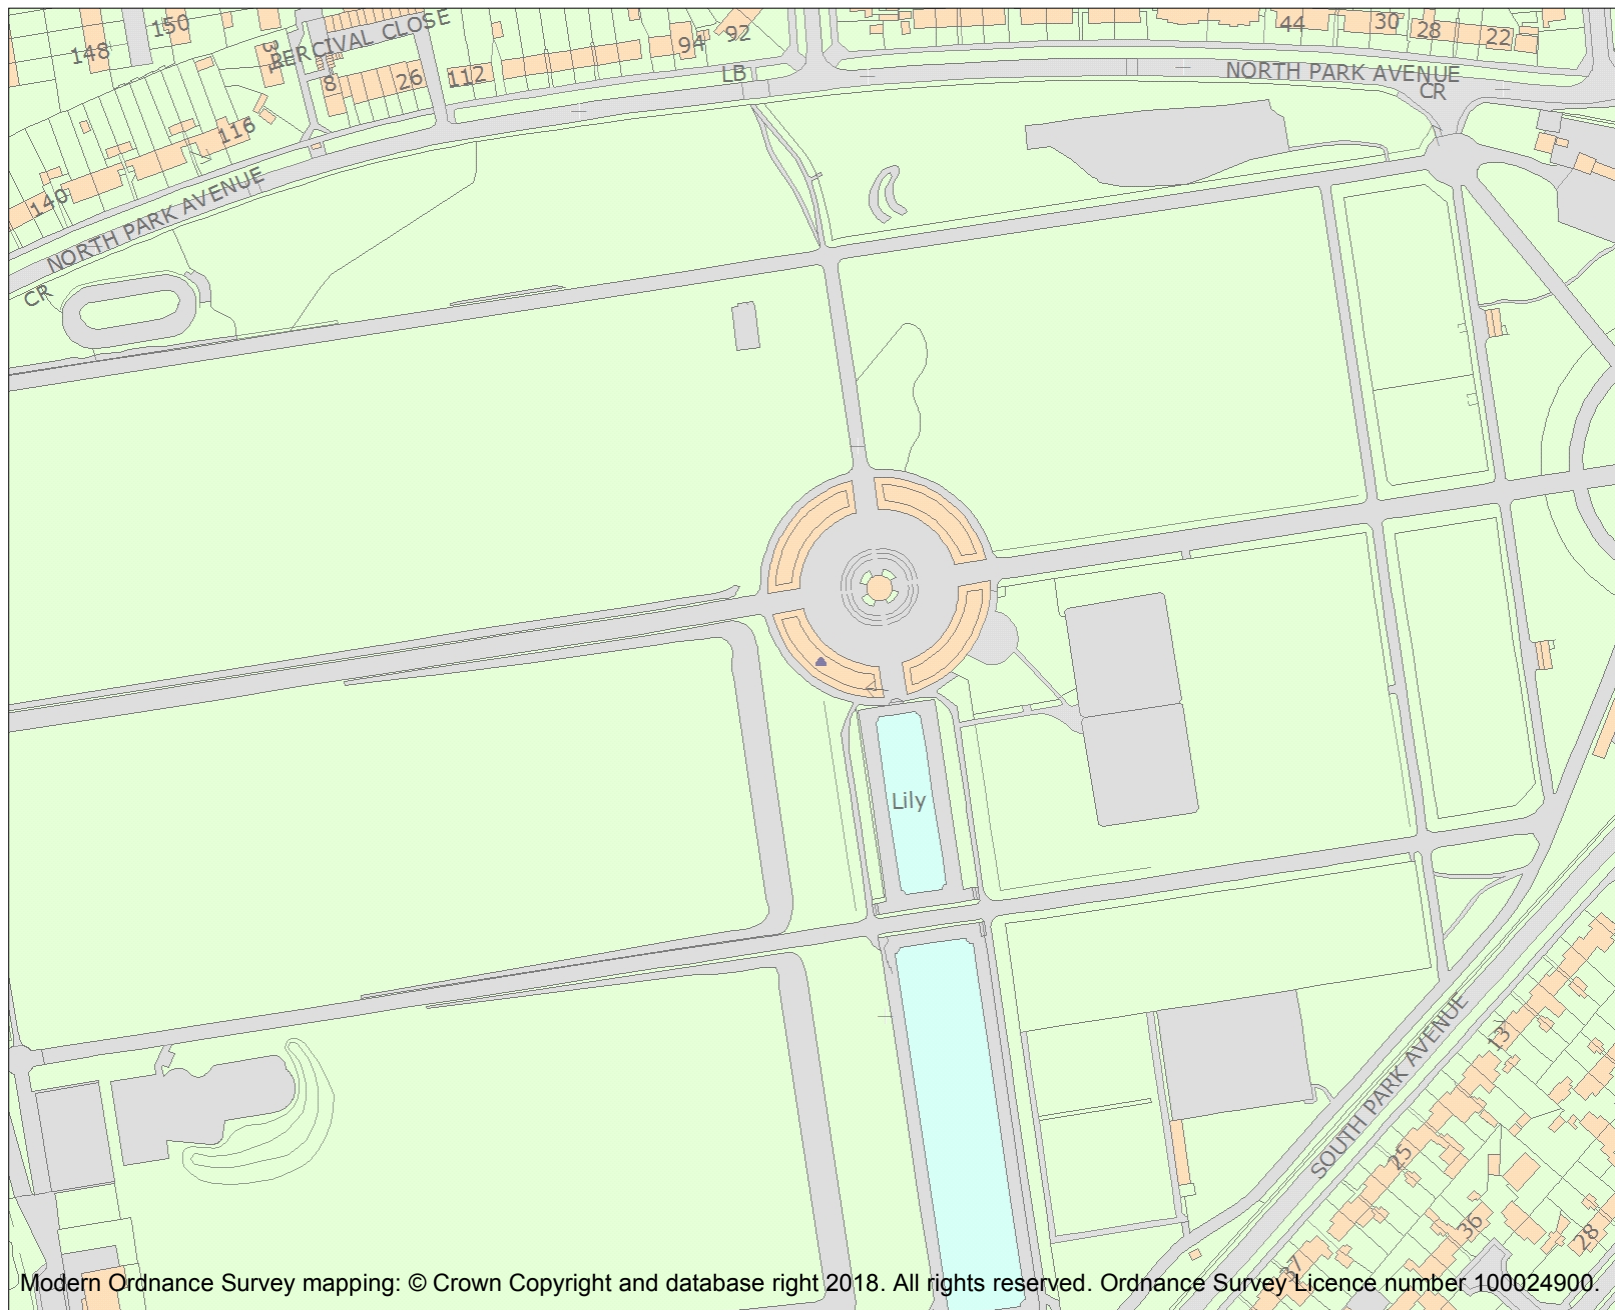 150
148
PERCIVAL CLOSE
31
8
26
112
94
92
LB
44
30
28
22
NORTH PARK AVENUE
CR
116
140
NORTH PARK AVENUE
CR
Lily
SOUTH PARK AVENUE
13
25
36
28
37
Modern Ordnance Survey mapping: © Crown Copyright and database right 2018. All rights reserved. Ordnance Survey Licence number 100024900.